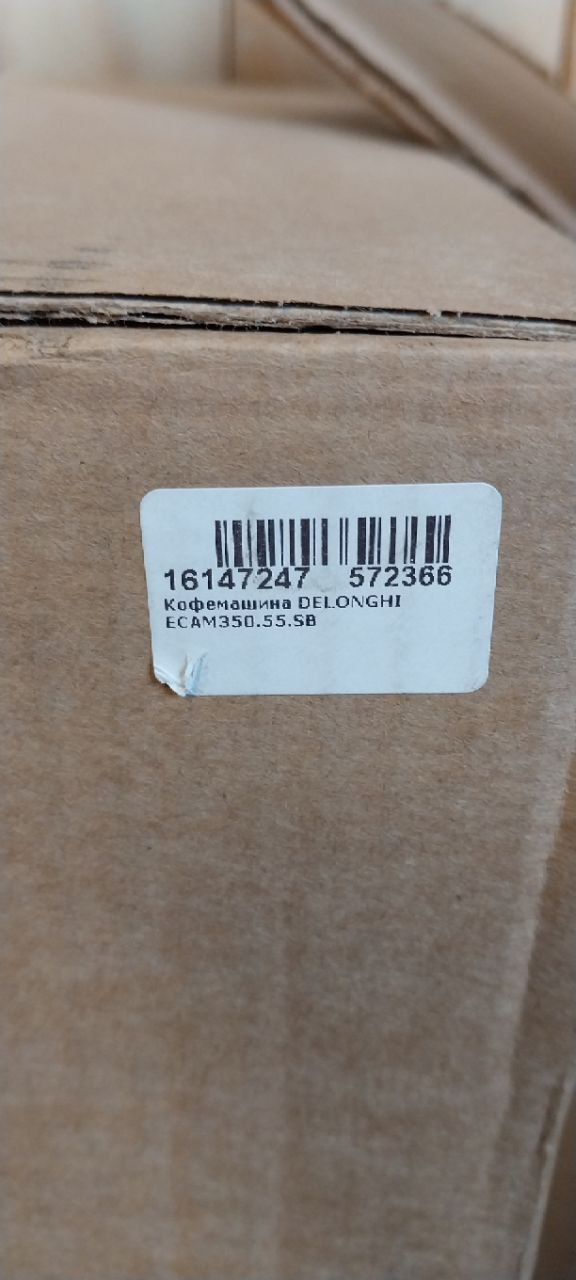 16147247 572366
Кофемашина DELONGHI
ECAM350.55.SB